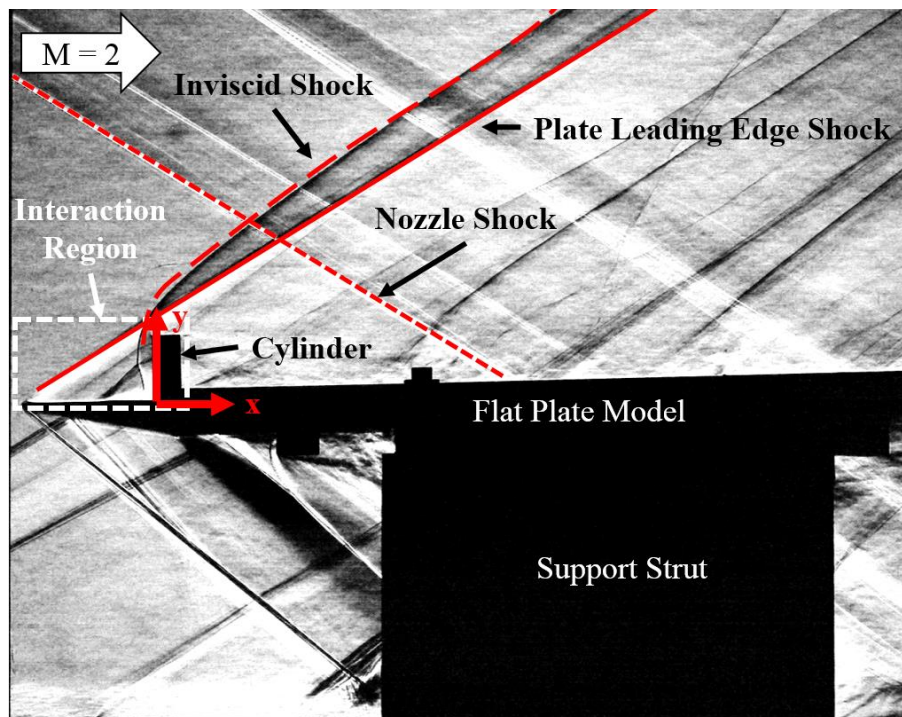 M = 2
Inviscid Shock
Plate Leading Edge Shock
Interaction
Region
Nozzle Shock
y
Cylinder
x
Flat Plate Model
Support Strut